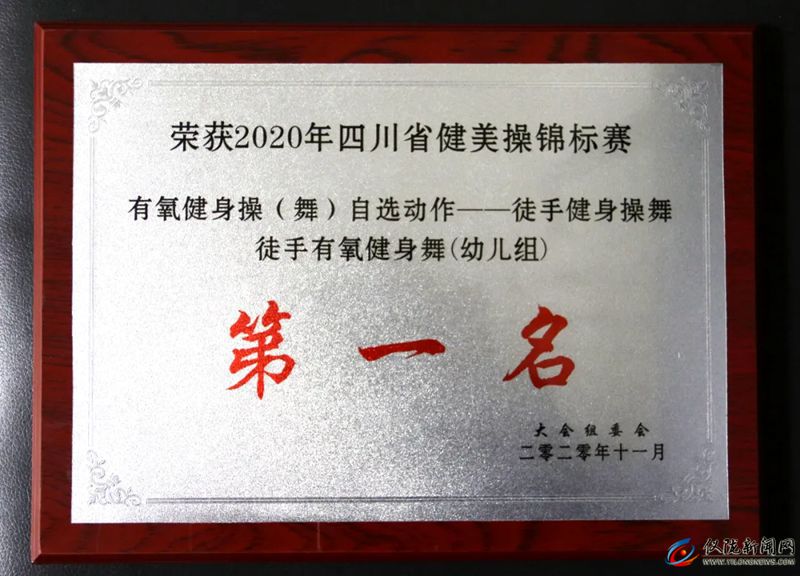 荣获2020年四川省健美操锦标赛
有氧健身操（舞）自选动作——徒手健身操舞
徒手有氧健身舞(幼儿组)
第一名
大会组委会
二零二零年十一月
仪陇新闻网
WWW.YILONGNEWS.COM